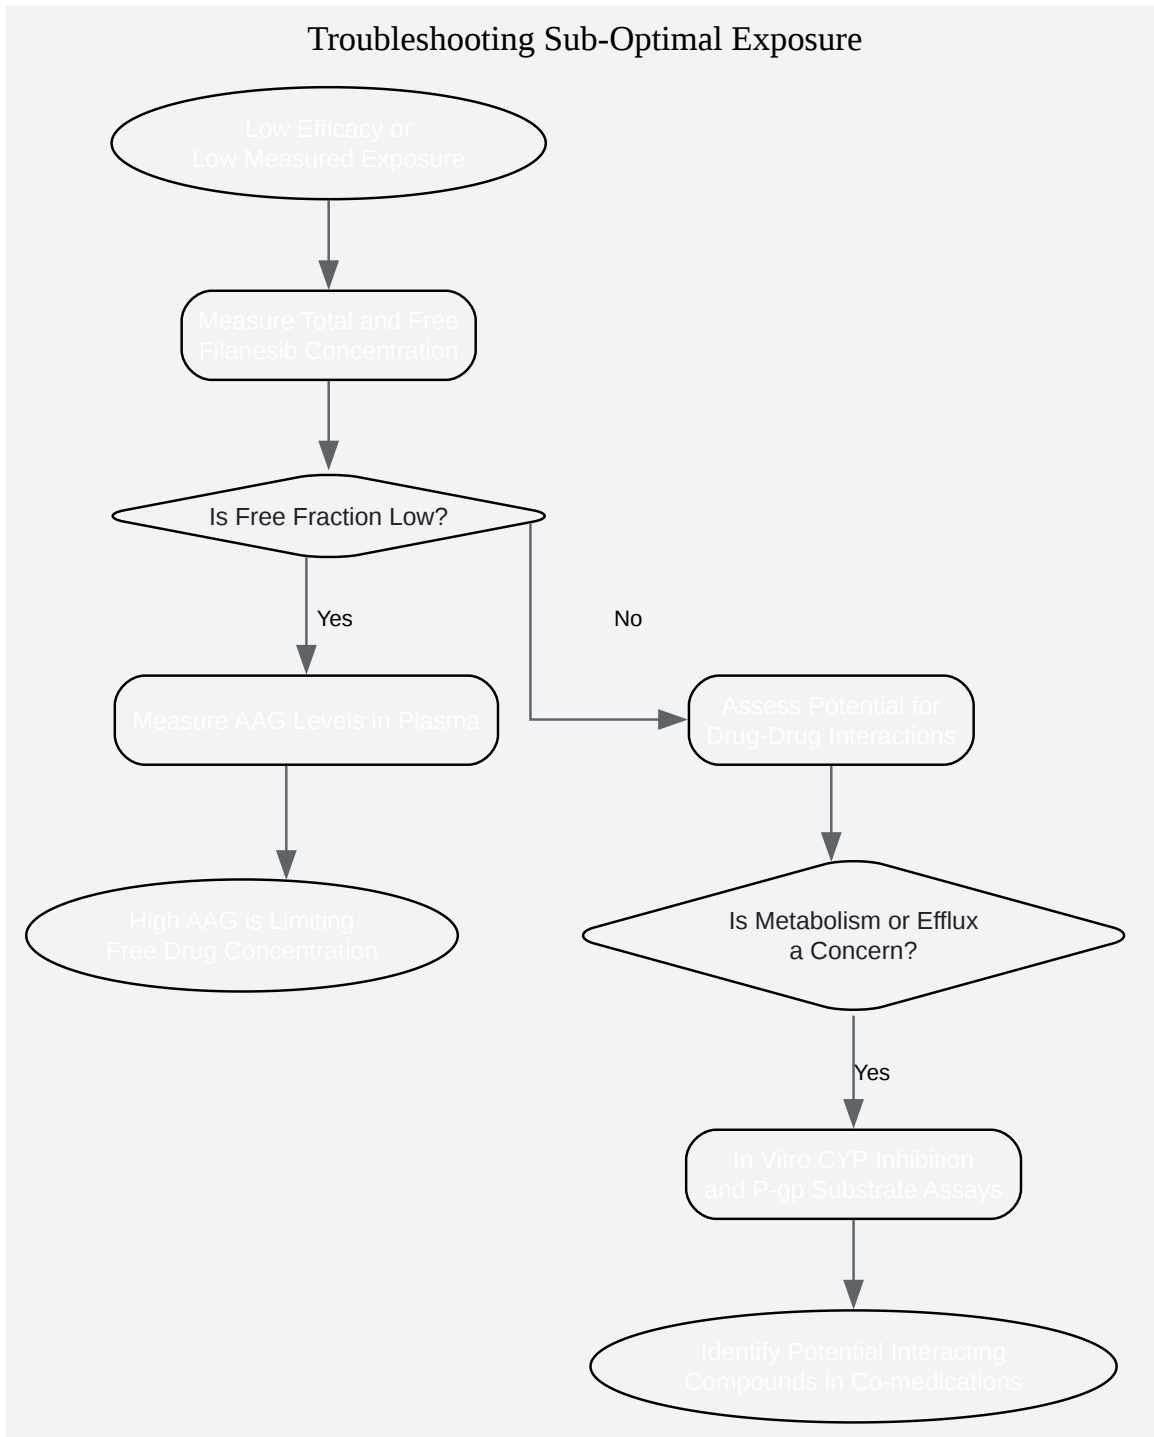 Troubleshooting Sub-Optimal Exposure
Low Efficacy or
Low Measured Exposure
Measure Total and Free
Filanesib Concentration
Is Free Fraction Low?
Yes
No
Measure AAG Levels in Plasma
Assess Potential for
Drug-Drug Interactions
High AAG is Limiting
Free Drug Concentration
Is Metabolism or Efflux
a Concern?
Yes
In Vitro CYP Inhibition
and P-gp Substrate Assays
Identify Potential Interacting
Compounds in Co-medications